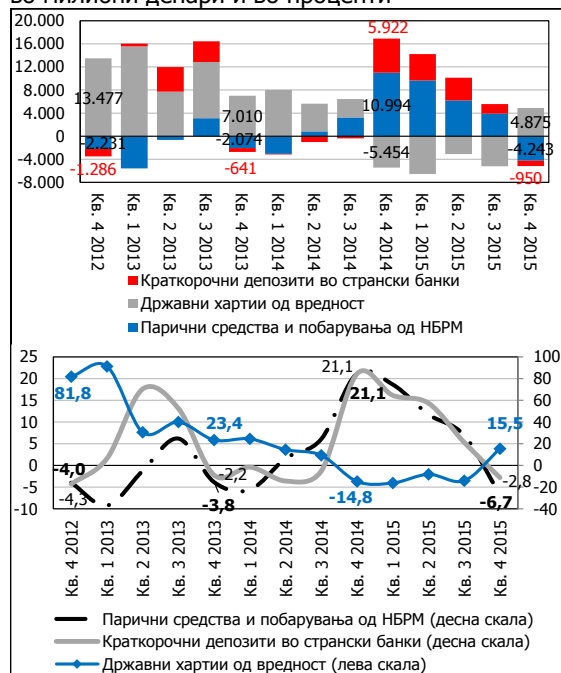 во милиони денари и во проценти
20.000
16.000
12.000
8.000
4.000
0
-4.000
-8.000
13.477
-2.231
-1.286
7.010
-2.074
-641
5.922
10.994
-5.454
4.875
-4.243
-950
Кв. 4 2012
Кв. 1 2013
Кв. 2 2013
Кв. 3 2013
Кв. 4 2013
Кв. 1 2014
Кв. 2 2014
Кв. 3 2014
Кв. 4 2014
Кв. 1 2015
Кв. 2 2015
Кв. 3 2015
Кв. 4 2015
Краткорочни депозити во странски банки
Државни хартии од вредност
Парични средства и побарувања од НБРМ
25
20
15
10
5
0
-5
-10
100
80
60
40
20
0
-20
-40
81,8
-4,0
-4,3
23,4
-2,2
-3,8
21,1
21,1
-14,8
15,5
-2,8
-6,7
Кв. 4 2012
Кв. 1 2013
Кв. 2 2013
Кв. 3 2013
Кв. 4 2013
Кв. 1 2014
Кв. 2 2014
Кв. 3 2014
Кв. 4 2014
Кв. 1 2015
Кв. 2 2015
Кв. 3 2015
Кв. 4 2015
Парични средства и побарувања од НБРМ (десна скала)
Краткорочни депозити во странски банки (десна скала)
Државни хартии од вредност (лева скала)